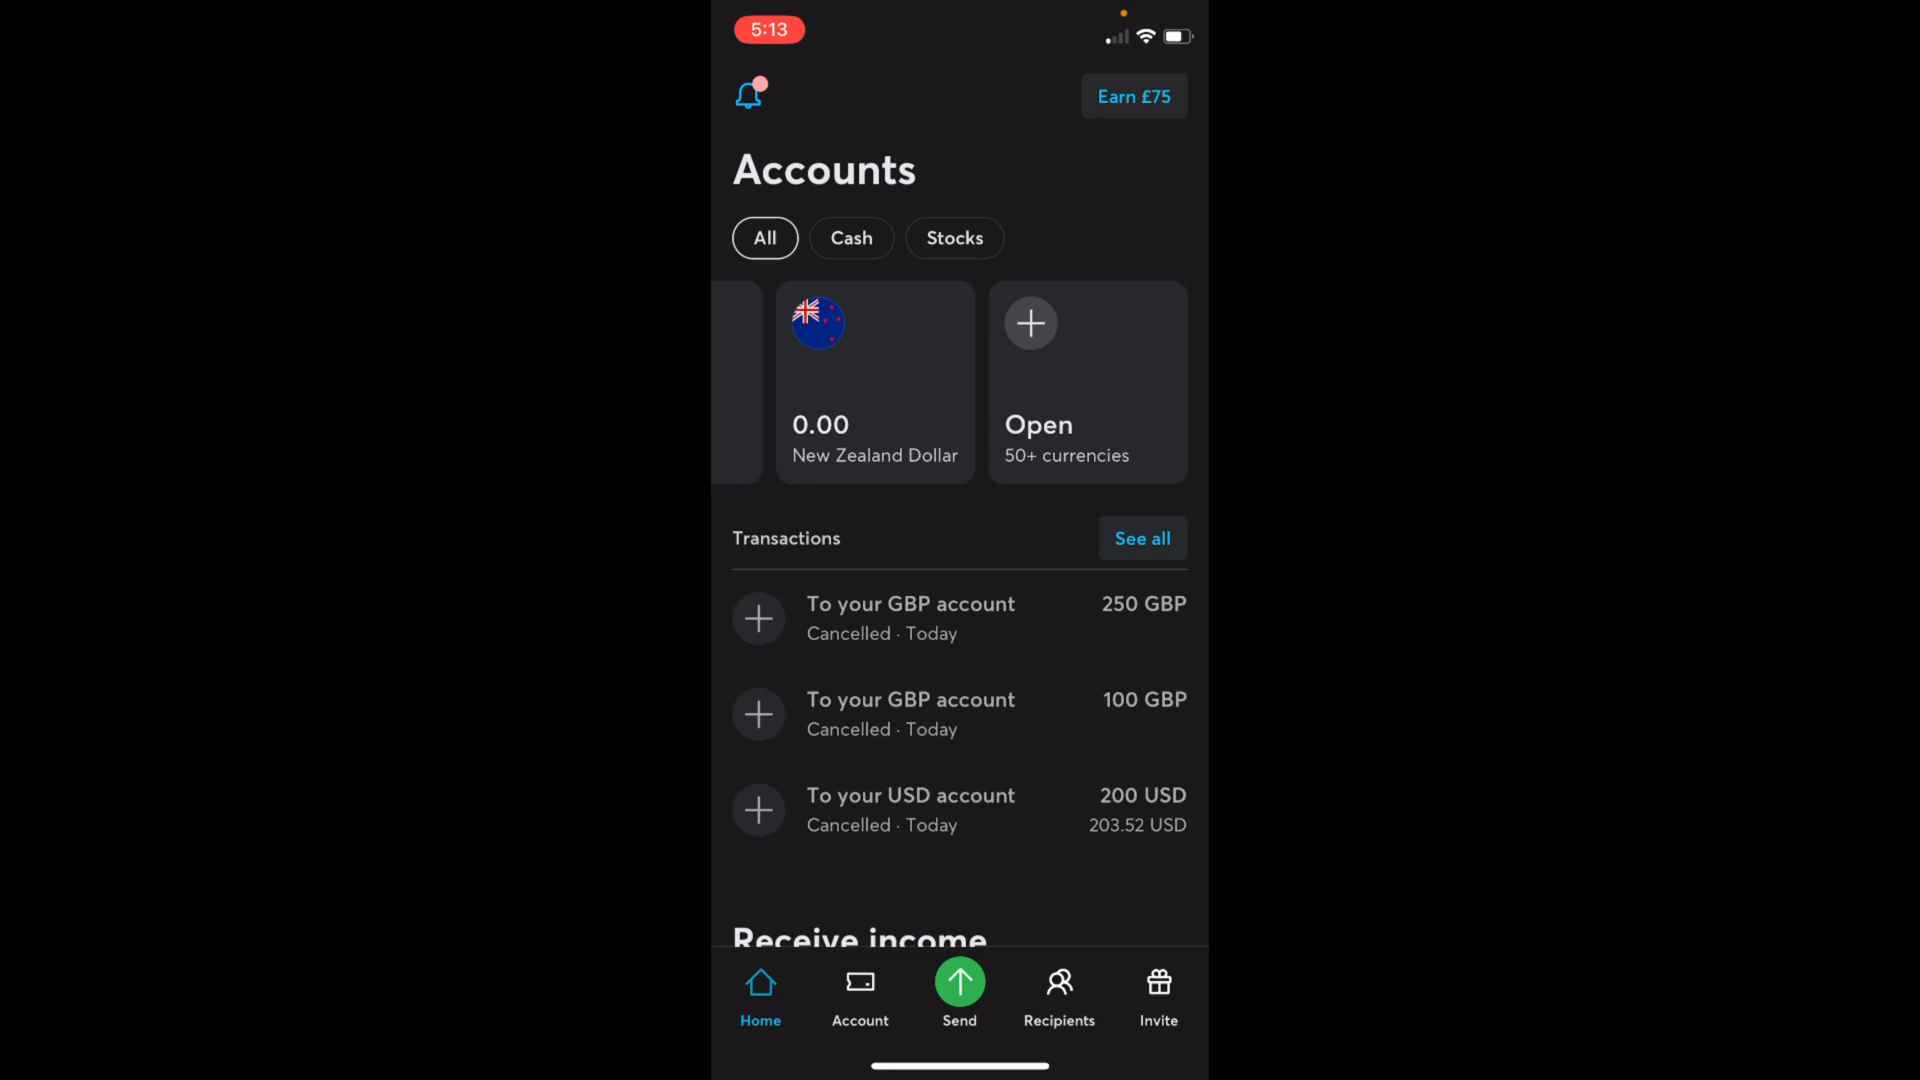 5:13
Earn £75
Accounts
All
Cash
Stocks
0.00
New Zealand Dollar
Open
50+ currencies
Transactions
See all
To your GBP account
250 GBP
Cancelled · Today
To your GBP account
100 GBP
Cancelled · Today
To your USD account
200 USD
Cancelled · Today
203.52 USD
Receive income
Home
Account
Send
Recipients
Invite